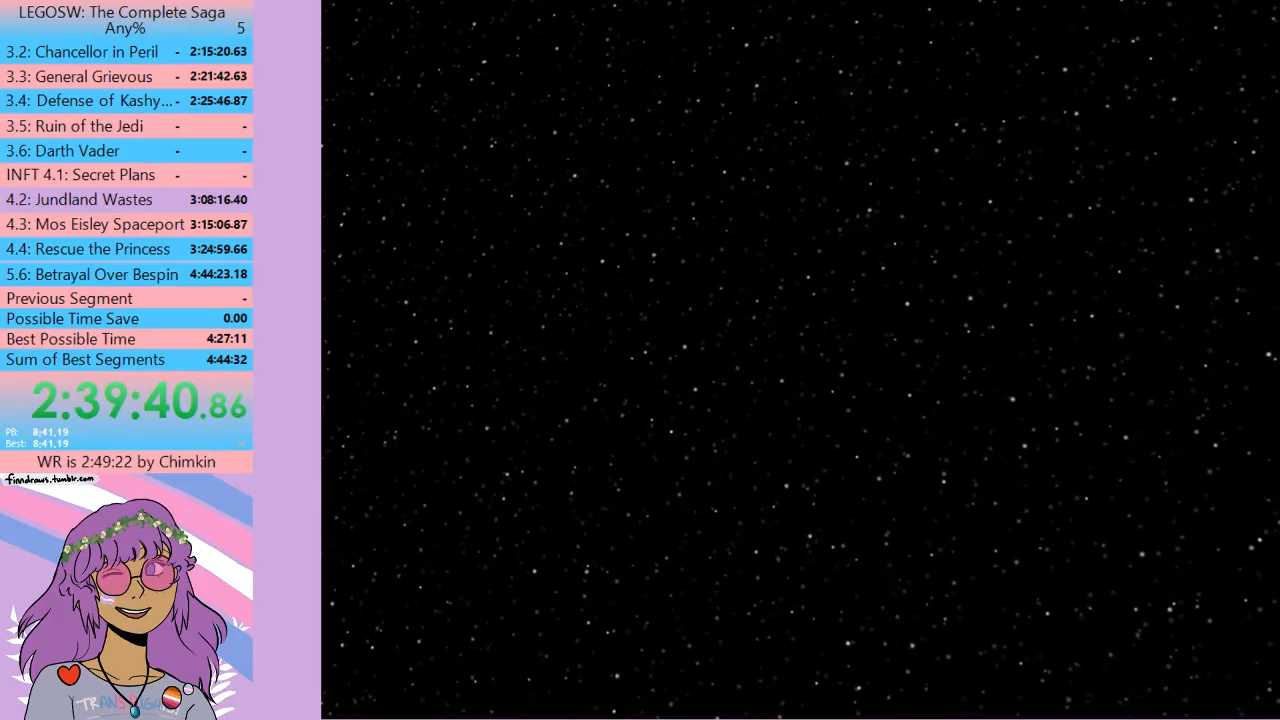 LEGOSW: The Complete Saga
Any% 5
3.2: Chancellor in Peril - 2:15:20.63
3.3: General Grievous - 2:21:42.63
3.4: Defense of Kashy... - 2:25:46.87
3.5: Ruin of the Jedi - -
3.6: Darth Vader - -
INFT 4.1: Secret Plans - -
4.2: Jundland Wastes 3:08:16.40
4.3: Mos Eisley Spaceport 3:15:06.87
4.4: Rescue the Princess 3:24:59.66
5.6: Betrayal Over Bespin 4:44:23.18
Previous Segment -
Possible Time Save 0.00
Best Possible Time 4:27:11
Sum of Best Segments 4:44:32
2:39:40.86
PB: 8:41.19
Best: 8:41.19
WR is 2:49:22 by Chimkin
finndraws.tumblr.com